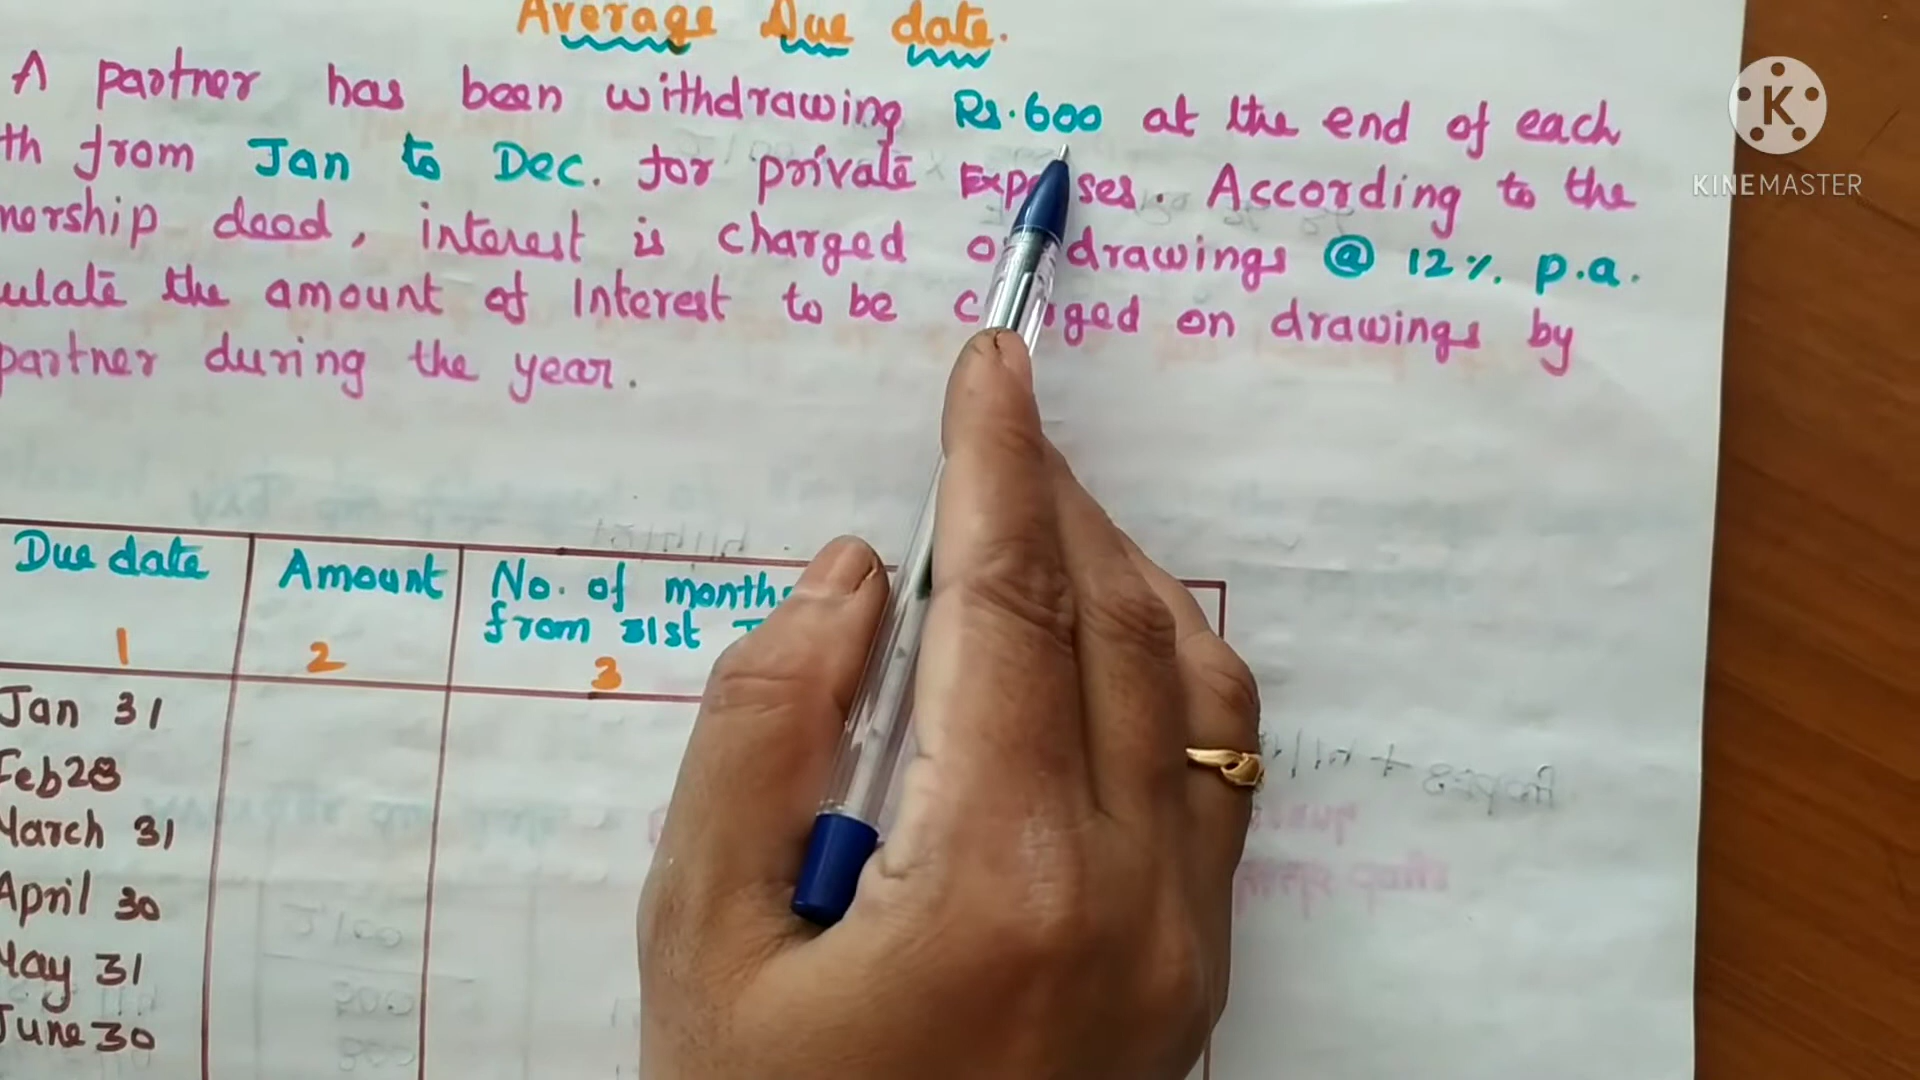 Average Due date.
A partner has been withdrawing Rs.600 at the end of each
th from Jan to Dec. for private Exp ses. According to the
nership deed, interest is charged o drawings @ 12%. p.a.
ulate the amount of Interest to be c ged on drawings by
partner during the year.
KINEMASTER
Due date Amount No. of months
from 31st J
1 2 3
Jan 31
Feb28
March 31
April 30
May 31
June 30